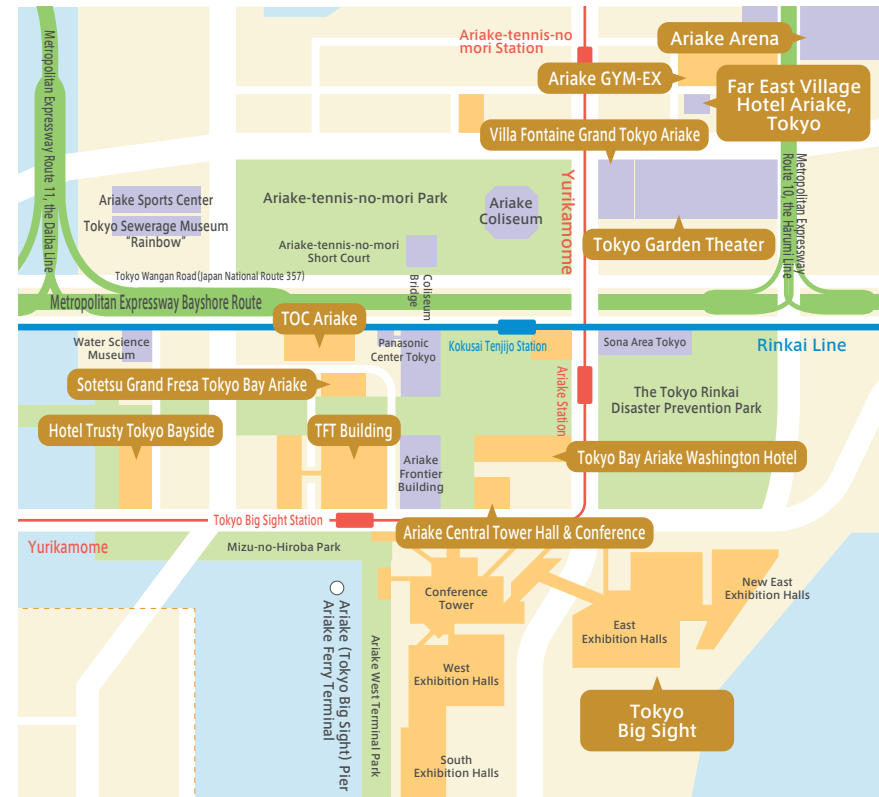 Ariake-tennis-no
mori Station
Ariake Arena
Ariake GYM-EX
Far East Village
Hotel Ariake,
Tokyo
Villa Fontaine Grand Tokyo Ariake
Metropolitan Expressway Route 11, the Daiba Line
Metropolitan Expressway
Route 10, the Harumi Line
Yurikamome
Ariake Sports Center
Tokyo Sewerage Museum
“Rainbow”
Ariake-tennis-no-mori Park
Ariake
Coliseum
Ariake-tennis-no-mori
Short Court
Tokyo Garden Theater
Coliseum
Bridge
Tokyo Wangan Road(Japan National Route 357)
Metropolitan Expressway Bayshore Route
TOC Ariake
Water Science
Museum
Panasonic
Center Tokyo
Kokusai Tenjijo Station
Sona Area Tokyo
Rinkai Line
Sotetsu Grand Fresa Tokyo Bay Ariake
Ariake Station
The Tokyo Rinkai
Disaster Prevention Park
Hotel Trusty Tokyo Bayside
TFT Building
Ariake
Frontier
Building
Tokyo Bay Ariake Washington Hotel
Tokyo Big Sight Station
Ariake Central Tower Hall & Conference
Yurikamome
Mizu-no-Hiroba Park
Ariake (Tokyo Big Sight) Pier
Ariake Ferry Terminal
Ariake West Terminal Park
Conference
Tower
New East
Exhibition Halls
East
Exhibition Halls
West
Exhibition Halls
Tokyo
Big Sight
South
Exhibition Halls